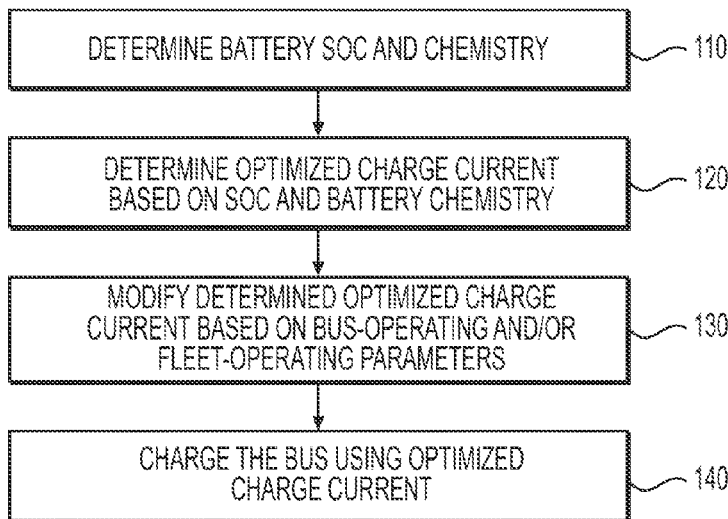 DETERMINE BATTERY SOC AND CHEMISTRY
110
DETERMINE OPTIMIZED CHARGE CURRENT
BASED ON SOC AND BATTERY CHEMISTRY
120
MODIFY DETERMINED OPTIMIZED CHARGE
CURRENT BASED ON BUS-OPERATING AND/OR
FLEET-OPERATING PARAMETERS
130
CHARGE THE BUS USING OPTIMIZED
CHARGE CURRENT
140